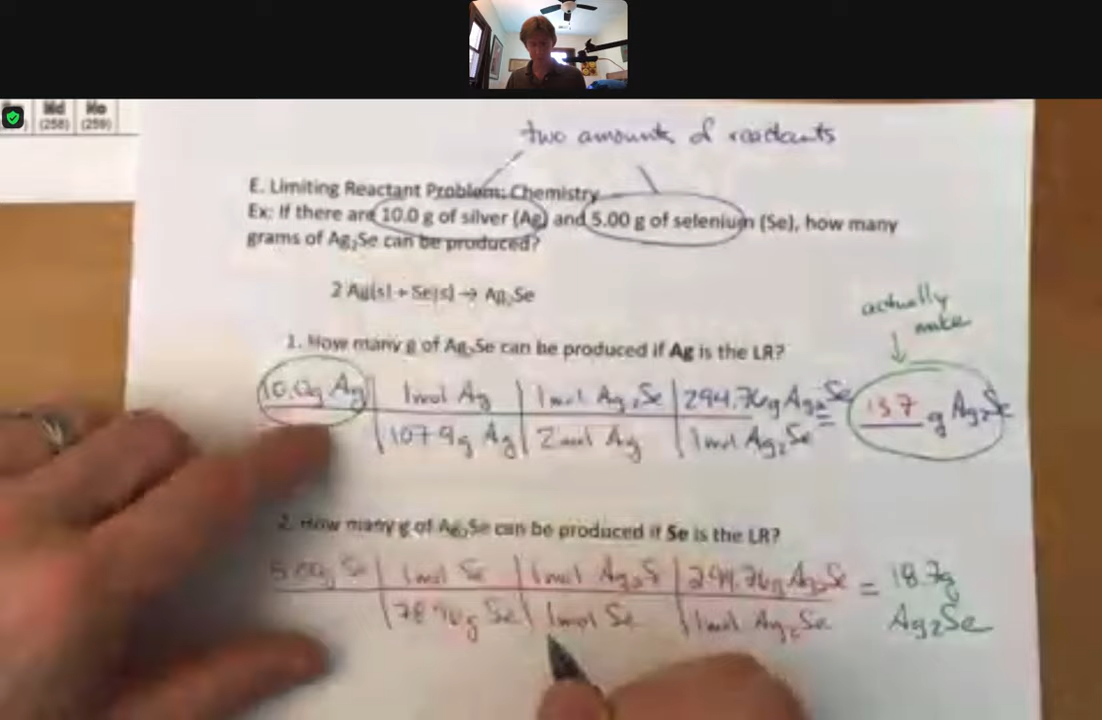 Md No
(258) (259)
two amounts of reactants
E. Limiting Reactant Problem: Chemistry
Ex: If there are 10.0 g of silver (Ag) and 5.00 g of selenium (Se), how many
grams of Ag₂Se can be produced?
2 Ag(s) + Se(s) → Ag₂Se
actually
make
1. How many g of Ag₂Se can be produced if Ag is the LR?
10.0g Ag | 1mol Ag | 1mol Ag₂Se | 294.76g Ag₂Se = 13.7 g Ag₂Se
107.9g Ag | 2mol Ag | 1mol Ag₂Se
2. How many g of Ag₂Se can be produced if Se is the LR?
5.00g Se | 1mol Se | 1mol Ag₂S | 294.76g Ag₂Se = 18.7g
78.96g Se | 1mol Se | 1mol Ag₂Se Ag₂Se